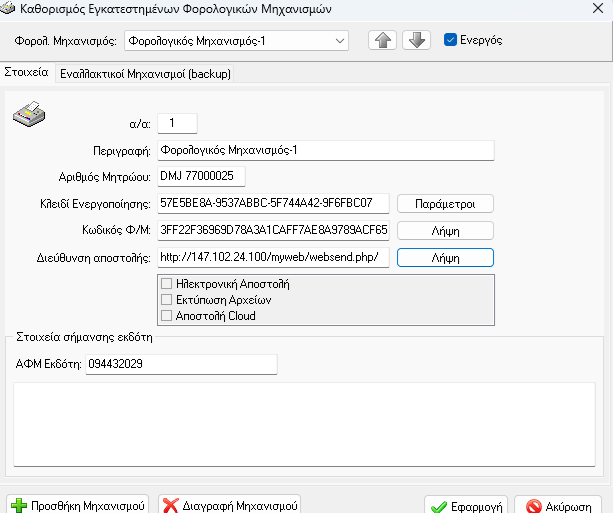 Καθορισμός Εγκατεστημένων Φορολογικών Μηχανισμών
Φορολ. Μηχανισμός: Φορολογικός Μηχανισμός-1 Ενεργός
Στοιχεία Εναλλακτικοί Μηχανισμοί (backup)
α/α: 1
Περιγραφή: Φορολογικός Μηχανισμός-1
Αριθμός Μητρώου: DMJ 77000025
Κλειδί Ενεργοποίησης: 57E5BE8A-9537ABBC-5F744A42-9F6FBC07 Παράμετροι
Κωδικός Φ/Μ: 3FF22F36969D78A3A1CAFF7AE8A9789ACF65 Λήψη
Διεύθυνση αποστολής: http://147.102.24.100/myweb/websend.php/ Λήψη
Ηλεκτρονική Αποστολή
Εκτύπωση Αρχείων
Αποστολή Cloud
Στοιχεία σήμανσης εκδότη
ΑΦΜ Εκδότη: 094432029
Προσθήκη Μηχανισμού Διαγραφή Μηχανισμού Εφαρμογή Ακύρωση